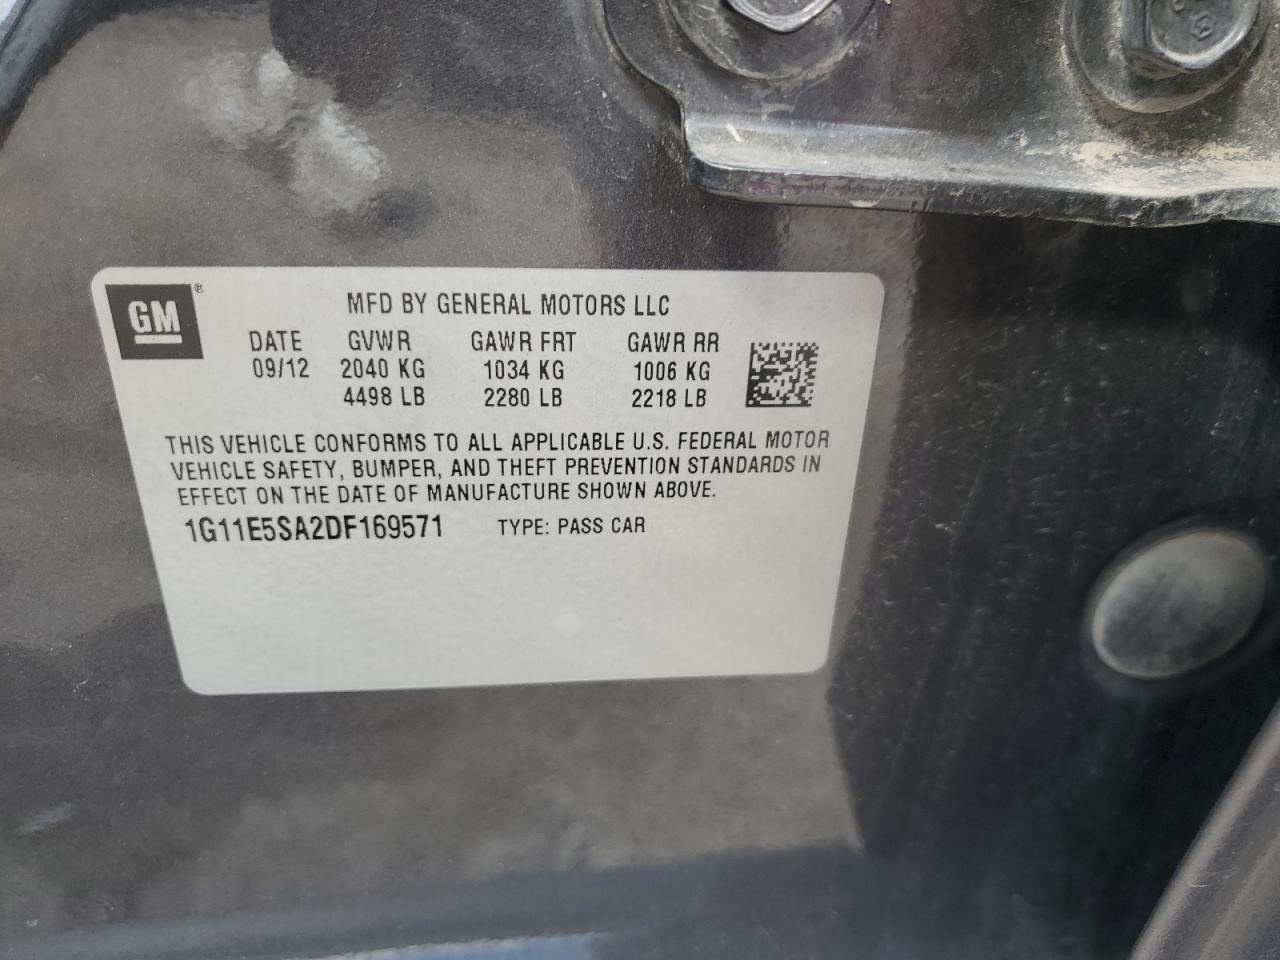 GM®
MFD BY GENERAL MOTORS LLC
DATE GVWR GAWR FRT GAWR RR
09/12 2040 KG 1034 KG 1006 KG
4498 LB 2280 LB 2218 LB
THIS VEHICLE CONFORMS TO ALL APPLICABLE U.S. FEDERAL MOTOR
VEHICLE SAFETY, BUMPER, AND THEFT PREVENTION STANDARDS IN
EFFECT ON THE DATE OF MANUFACTURE SHOWN ABOVE.
1G11E5SA2DF169571 TYPE: PASS CAR